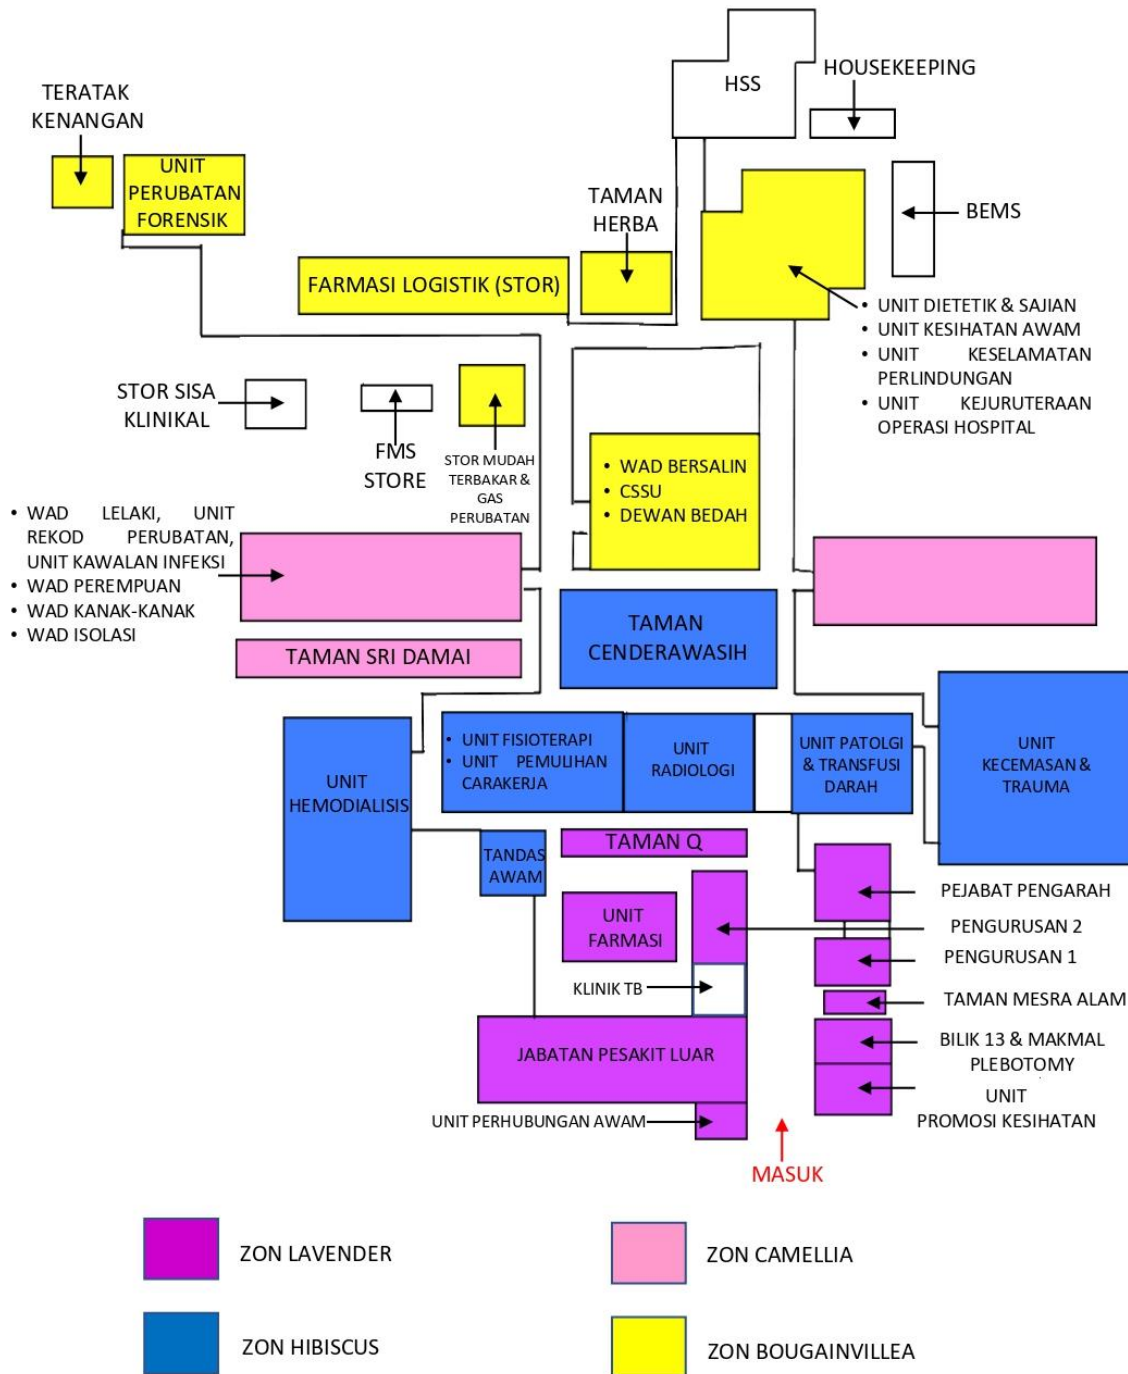 HSS
HOUSEKEEPING
TERATAK
KENANGAN
UNIT
PERUBATAN
FORENSIK
TAMAN
HERBA
BEMS
FARMASI LOGISTIK (STOR)
• UNIT DIETETIK & SAJIAN
• UNIT KESIHATAN AWAM
• UNIT KESELAMATAN
PERLINDUNGAN
• UNIT KEJURUTERAAN
OPERASI HOSPITAL
STOR SISA
KLINIKAL
FMS
STORE
STOR MUDAH
TERBAKAR &
GAS
PERUBATAN
• WAD BERSALIN
• CSSU
• DEWAN BEDAH
• WAD LELAKI, UNIT
REKOD PERUBATAN,
UNIT KAWALAN INFEKSI
• WAD PEREMPUAN
• WAD KANAK-KANAK
• WAD ISOLASI
TAMAN SRI DAMAI
TAMAN
CENDERAWASIH
UNIT
HEMODIALISIS
• UNIT FISIOTERAPI
• UNIT PEMULIHAN
CARAKERJA
UNIT
RADIOLOGI
UNIT PATOLGI
& TRANSFUSI
DARAH
UNIT
KECEMASAN &
TRAUMA
TANDAS
AWAM
TAMAN Q
UNIT
FARMASI
PEJABAT PENGARAH
PENGURUSAN 2
PENGURUSAN 1
KLINIK TB
TAMAN MESRA ALAM
JABATAN PESAKIT LUAR
BILIK 13 & MAKMAL
PLEBOTOMY
UNIT
PROMOSI KESIHATAN
UNIT PERHUBUNGAN AWAM
MASUK
ZON LAVENDER
ZON CAMELLIA
ZON HIBISCUS
ZON BOUGAINVILLEA